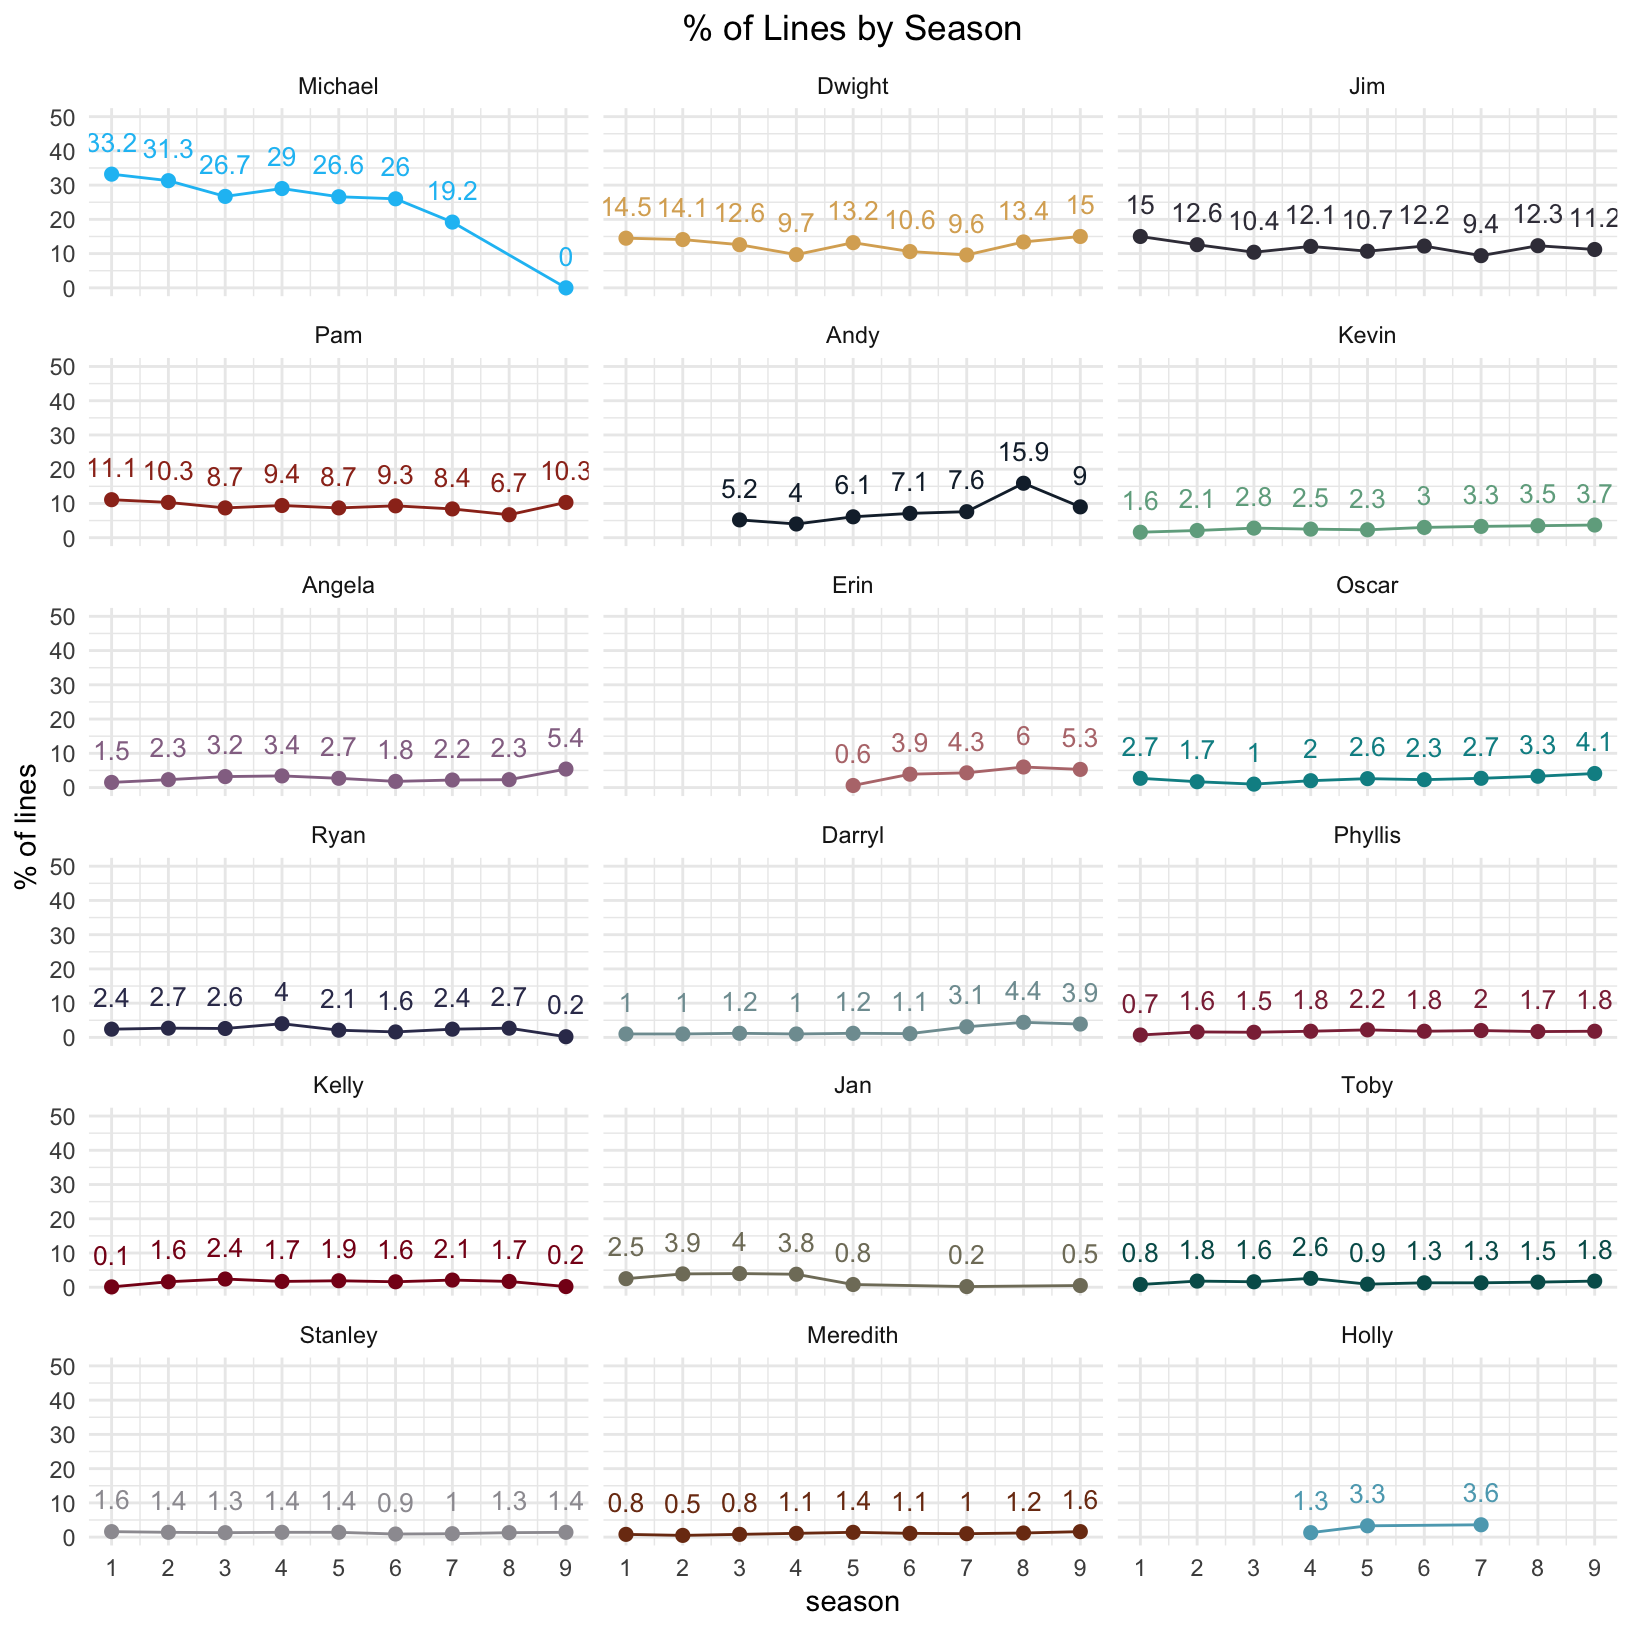 % of Lines by Season
Michael Dwight Jim
50
40
30
20
10
0
33.2 31.3 26.7 29 26.6 26 19.2 0
14.5 14.1 12.6 9.7 13.2 10.6 9.6 13.4 15
15 12.6 10.4 12.1 10.7 12.2 9.4 12.3 11.2
Pam Andy Kevin
50
40
30
20
10
0
11.1 10.3 8.7 9.4 8.7 9.3 8.4 6.7 10.3
5.2 4 6.1 7.1 7.6 15.9 9
1.6 2.1 2.8 2.5 2.3 3 3.3 3.5 3.7
Angela Erin Oscar
50
40
30
20
10
0
1.5 2.3 3.2 3.4 2.7 1.8 2.2 2.3 5.4
0.6 3.9 4.3 6 5.3
2.7 1.7 1 2 2.6 2.3 2.7 3.3 4.1
% of lines
Ryan Darryl Phyllis
50
40
30
20
10
0
2.4 2.7 2.6 4 2.1 1.6 2.4 2.7 0.2
1 1 1.2 1 1.2 1.1 3.1 4.4 3.9
0.7 1.6 1.5 1.8 2.2 1.8 2 1.7 1.8
Kelly Jan Toby
50
40
30
20
10
0
0.1 1.6 2.4 1.7 1.9 1.6 2.1 1.7 0.2
2.5 3.9 4 3.8 0.8 0.2 0.5
0.8 1.8 1.6 2.6 0.9 1.3 1.3 1.5 1.8
Stanley Meredith Holly
50
40
30
20
10
0
1.6 1.4 1.3 1.4 1.4 0.9 1 1.3 1.4
0.8 0.5 0.8 1.1 1.4 1.1 1 1.2 1.6
1.3 3.3 3.6
1 2 3 4 5 6 7 8 9 1 2 3 4 5 6 7 8 9 1 2 3 4 5 6 7 8 9
season